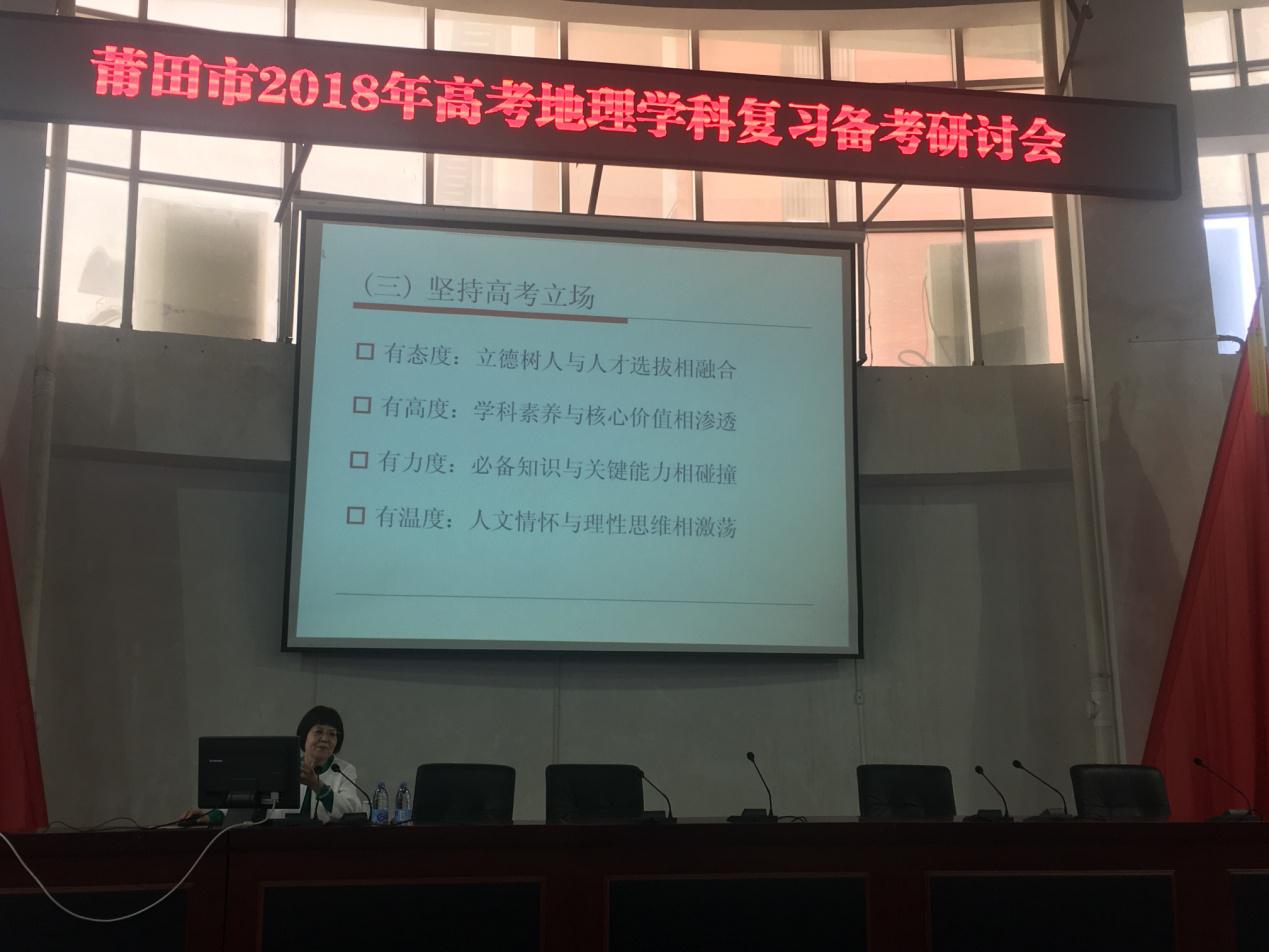 莆田市2018年高考地理学科复习备考研讨会
（三）坚持高考立场
有态度：立德树人与人才选拔相融合
有高度：学科素养与核心价值相渗透
有力度：必备知识与关键能力相碰撞
有温度：人文情怀与理性思维相激荡